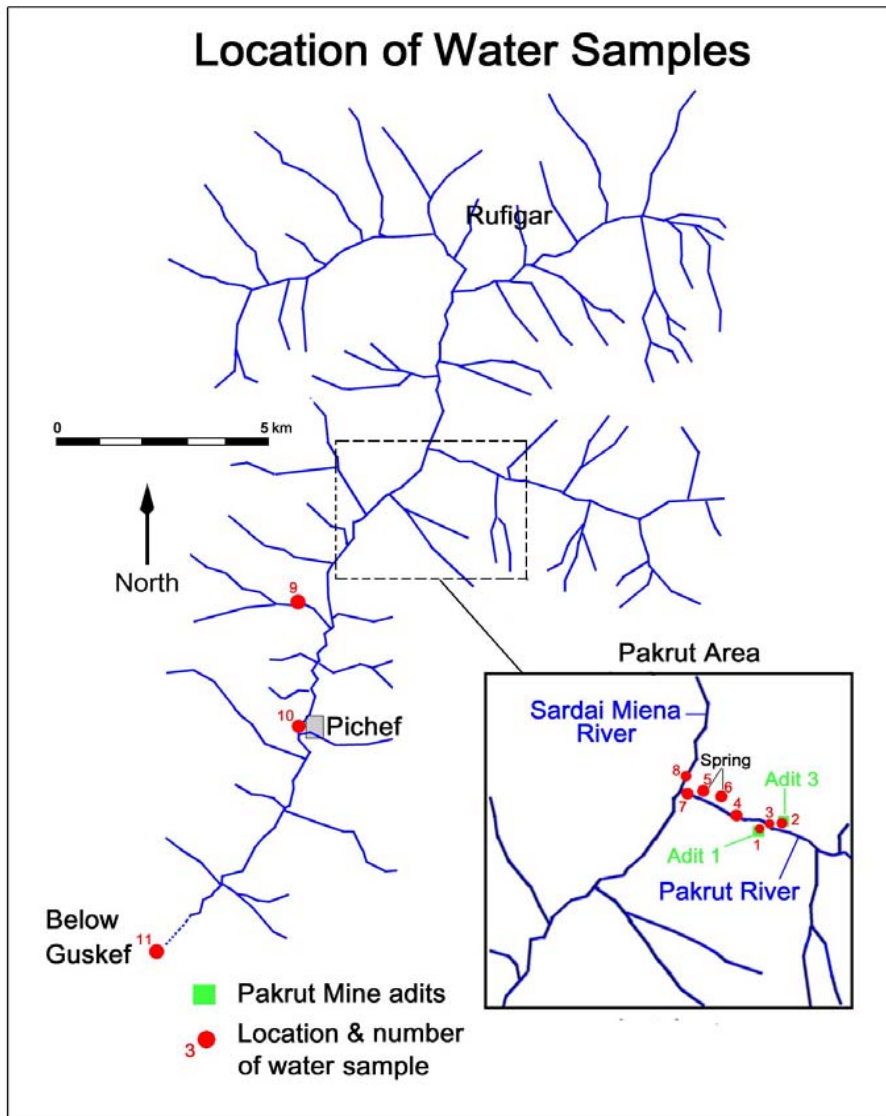 Location of Water Samples
Rufigar
0
5 km
North
9
10
Pichef
Pakrut Area
Sardai Miena
River
Spring
8
5
6
Adit 3
7
4
3
2
1
Adit 1
Pakrut River
Below
Guskef
11
Pakrut Mine adits
3
Location & number
of water sample